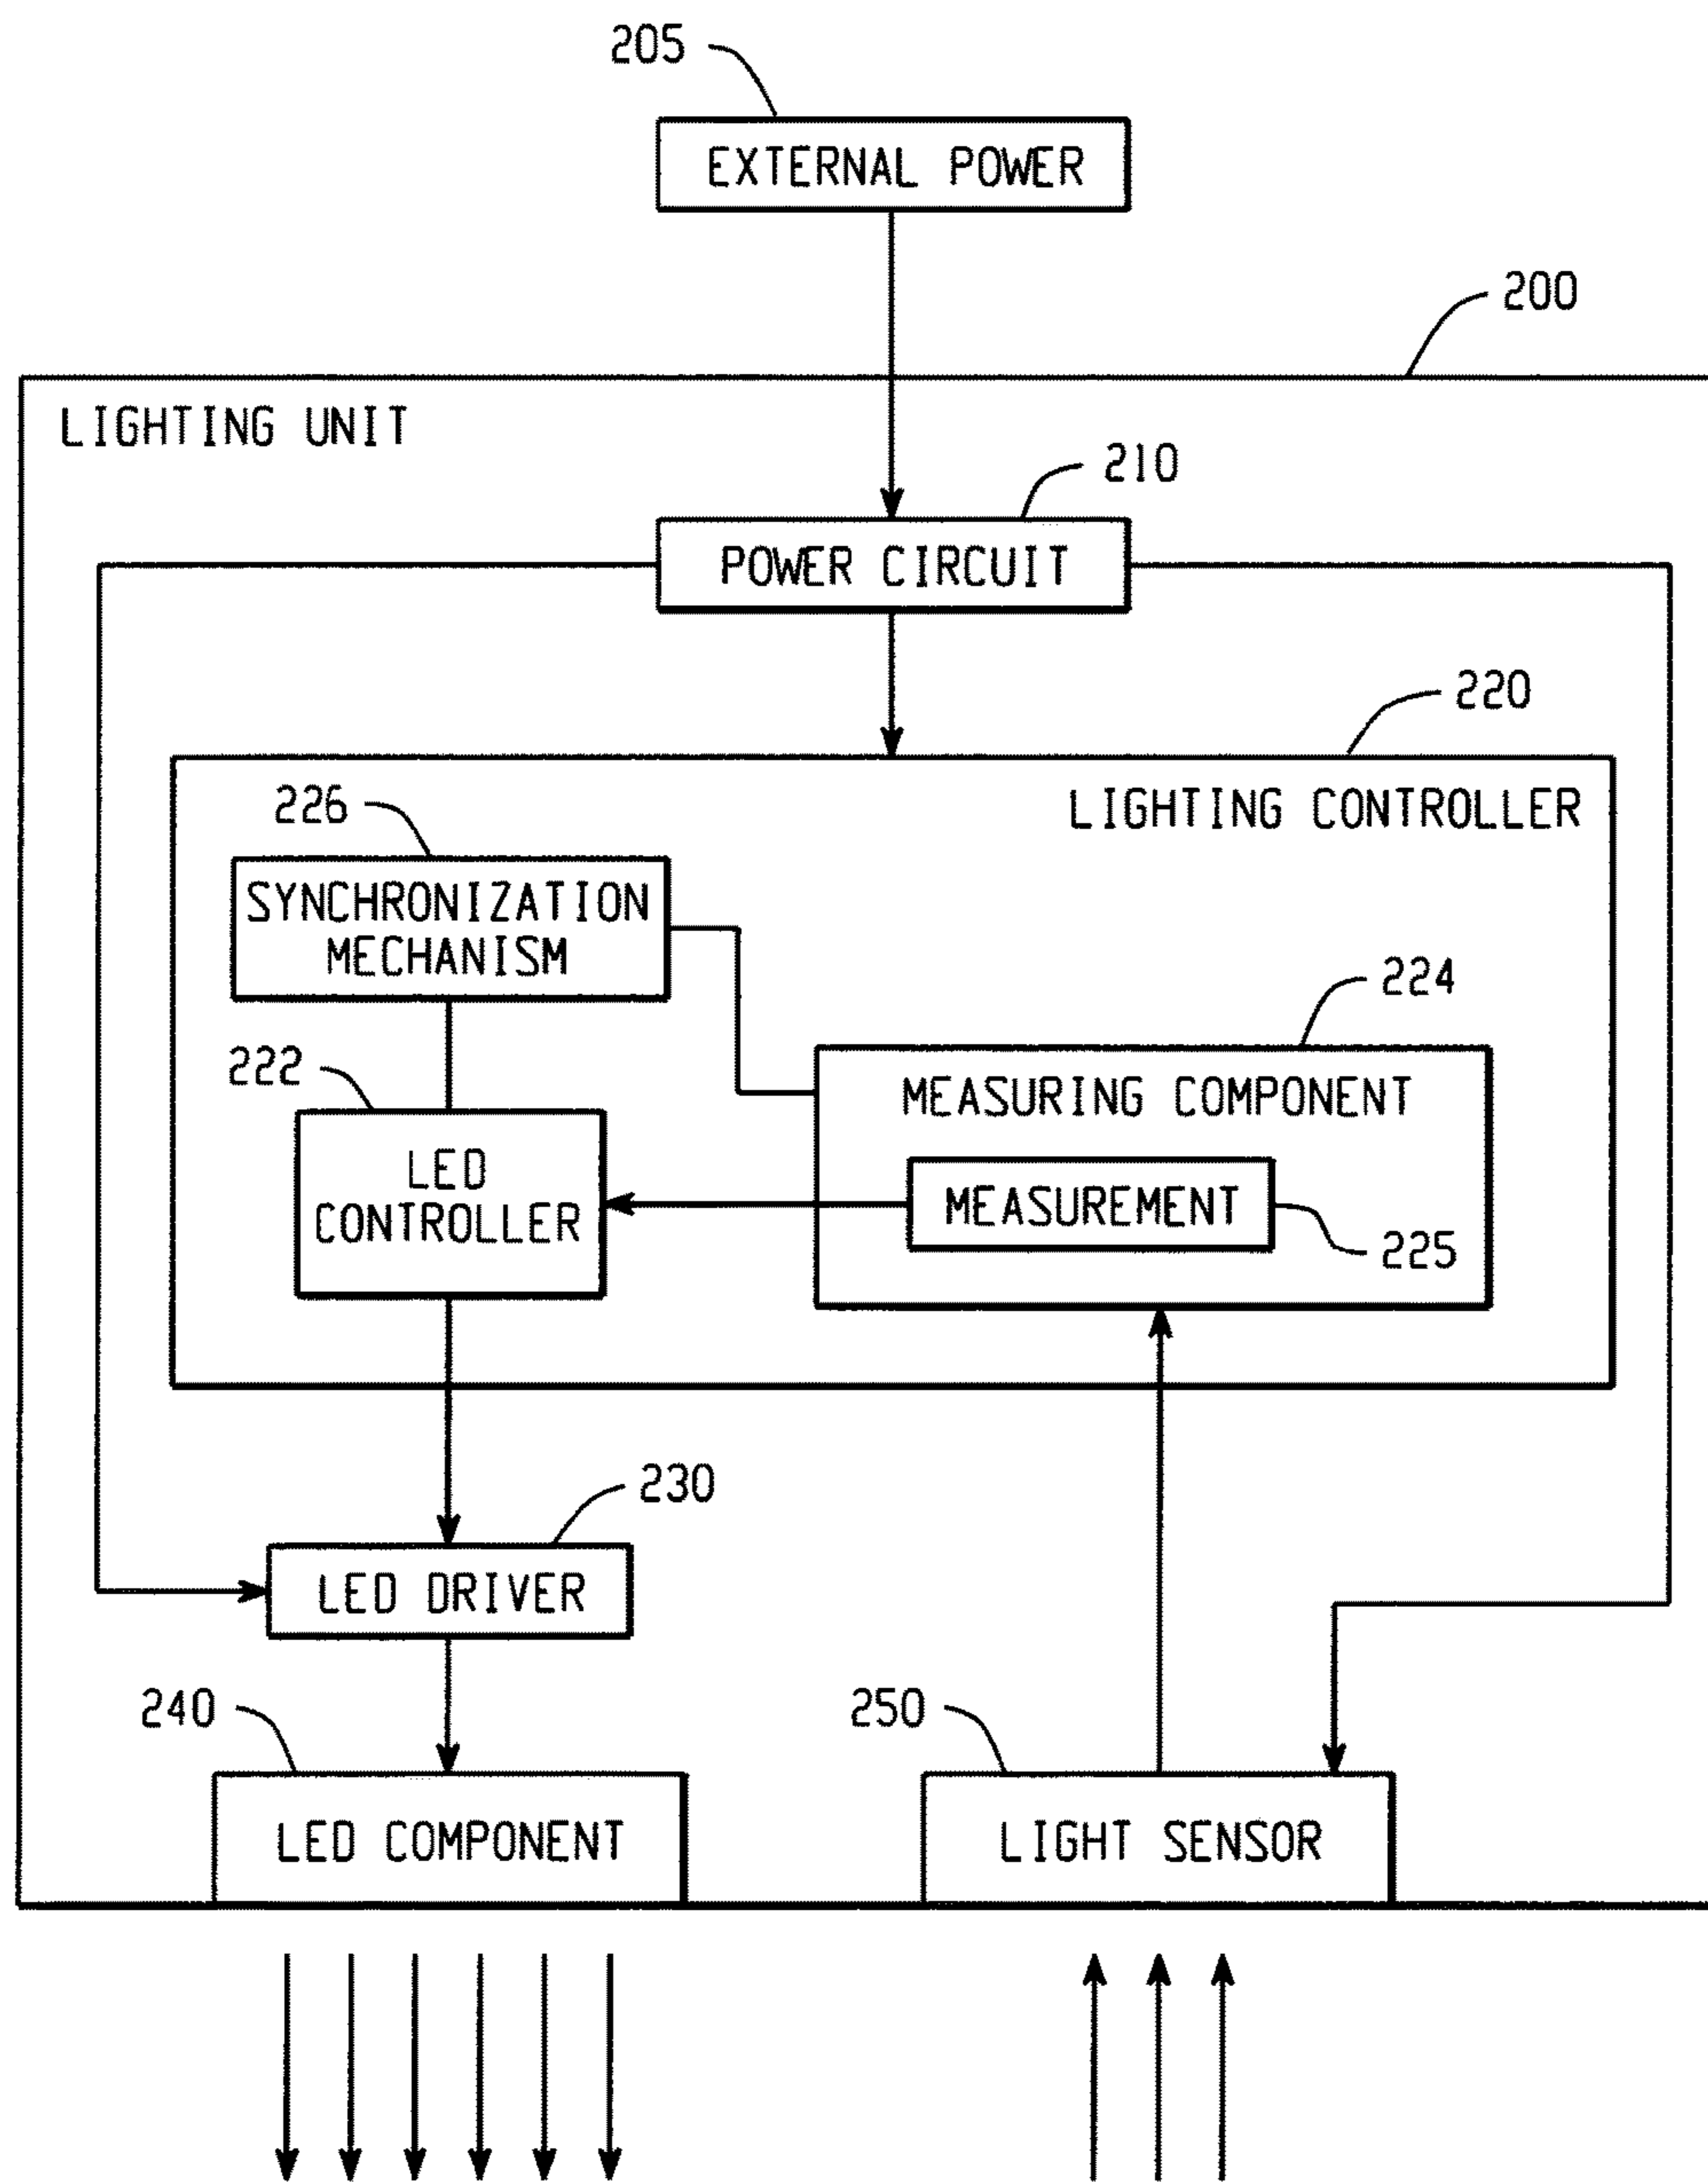 205
EXTERNAL POWER
200
LIGHTING UNIT
210
POWER CIRCUIT
220
LIGHTING CONTROLLER
226
SYNCHRONIZATION
MECHANISM
224
222
MEASURING COMPONENT
LED
CONTROLLER
MEASUREMENT
225
230
LED DRIVER
240
250
LED COMPONENT
LIGHT SENSOR